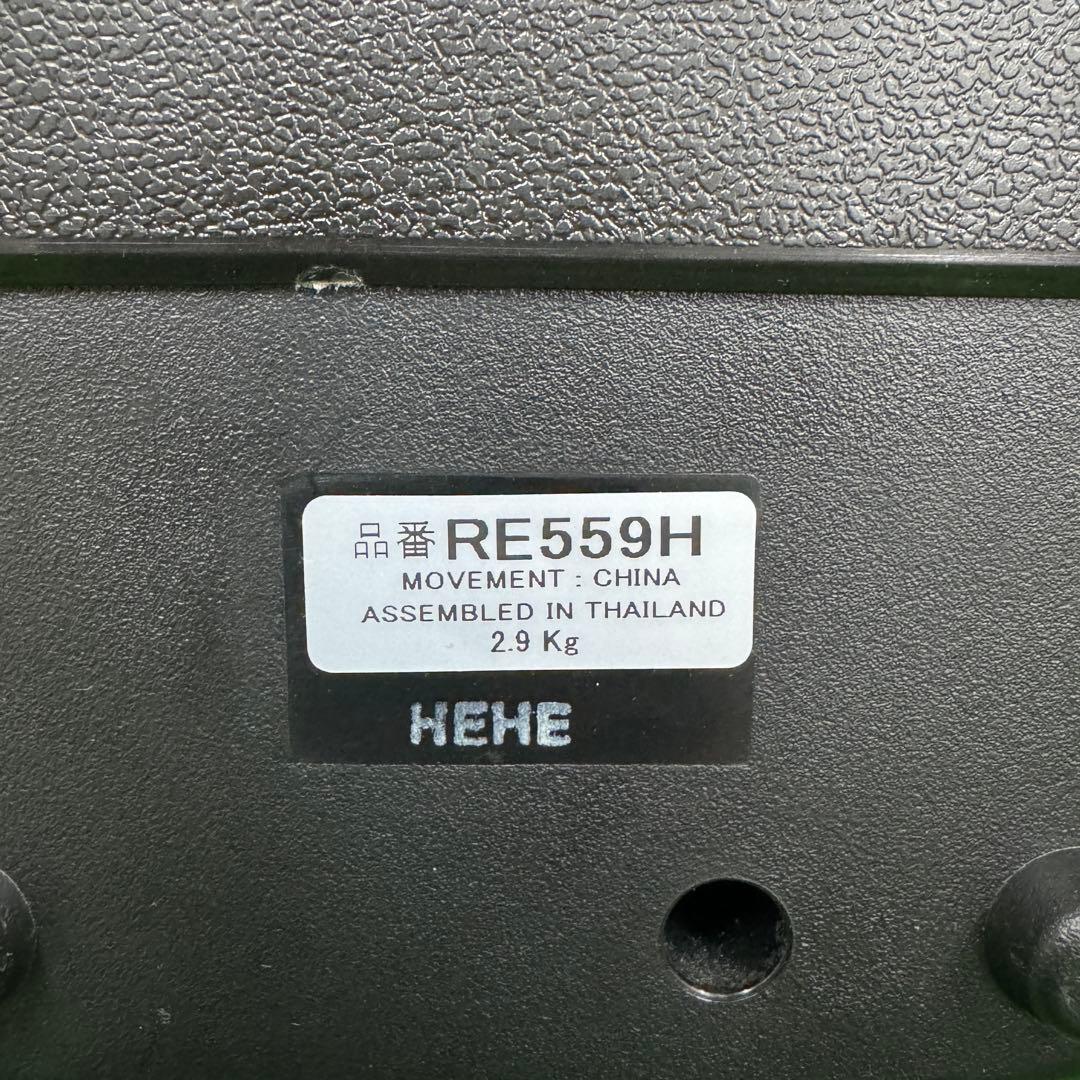 品番RE559H
MOVEMENT : CHINA
ASSEMBLED IN THAILAND
2.9 Kg
HEHE